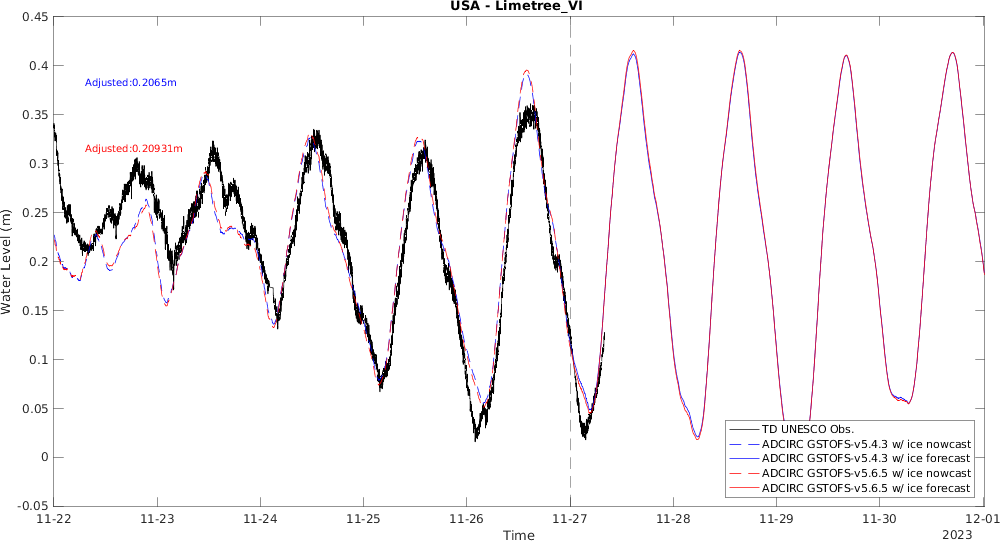 USA - Limetree_VI
0.45
0.4
0.35
0.3
0.25
0.2
0.15
0.1
0.05
0
-0.05
Water Level (m)
Adjusted:0.2065m
Adjusted:0.20931m
TD UNESCO Obs.
ADCIRC GSTOFS-v5.4.3 w/ ice nowcast
ADCIRC GSTOFS-v5.4.3 w/ ice forecast
ADCIRC GSTOFS-v5.6.5 w/ ice nowcast
ADCIRC GSTOFS-v5.6.5 w/ ice forecast
11-22 11-23 11-24 11-25 11-26 11-27 11-28 11-29 11-30 12-01
Time
2023